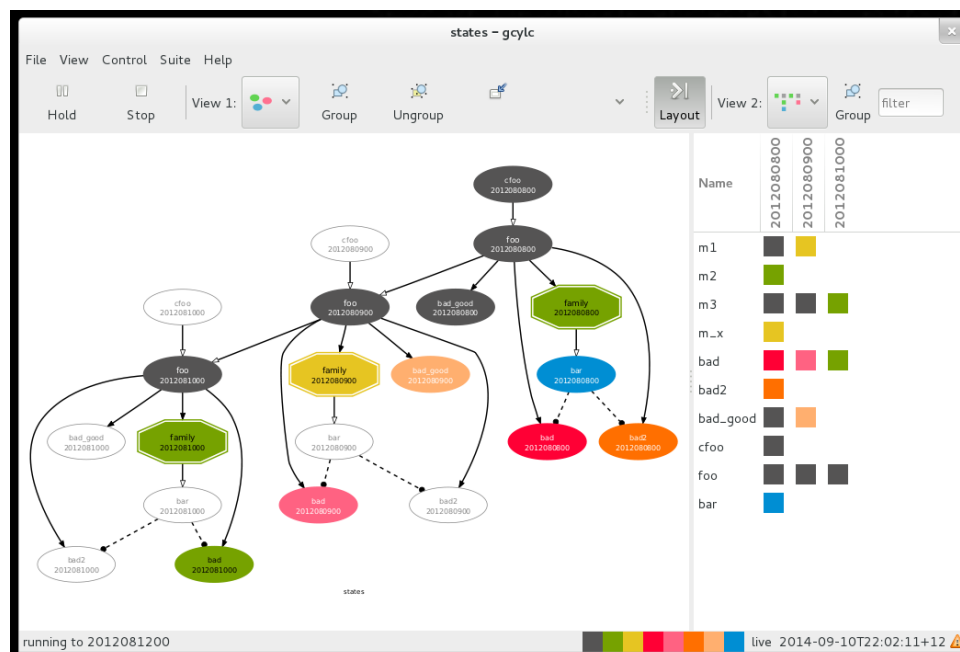 states – gcylc
File View Control Suite Help
Hold
Stop
View 1:
Group
Ungroup
Layout
View 2:
Group
filter
cfoo
2012080800
foo
2012080800
cfoo
2012080900
foo
2012080900
bad_good
2012080800
family
2012080800
cfoo
2012081000
foo
2012081000
family
2012080900
bad_good
2012080900
bar
2012080800
bad_good
2012081000
family
2012081000
bar
2012080900
bad
2012080800
bad2
2012080800
bar
2012081000
bad
2012080900
bad2
2012080900
bad2
2012081000
bad
2012081000
states
Name
2012080800
2012080900
2012081000
m1
m2
m3
m_x
bad
bad2
bad_good
cfoo
foo
bar
running to 2012081200
live 2014-09-10T22:02:11+12